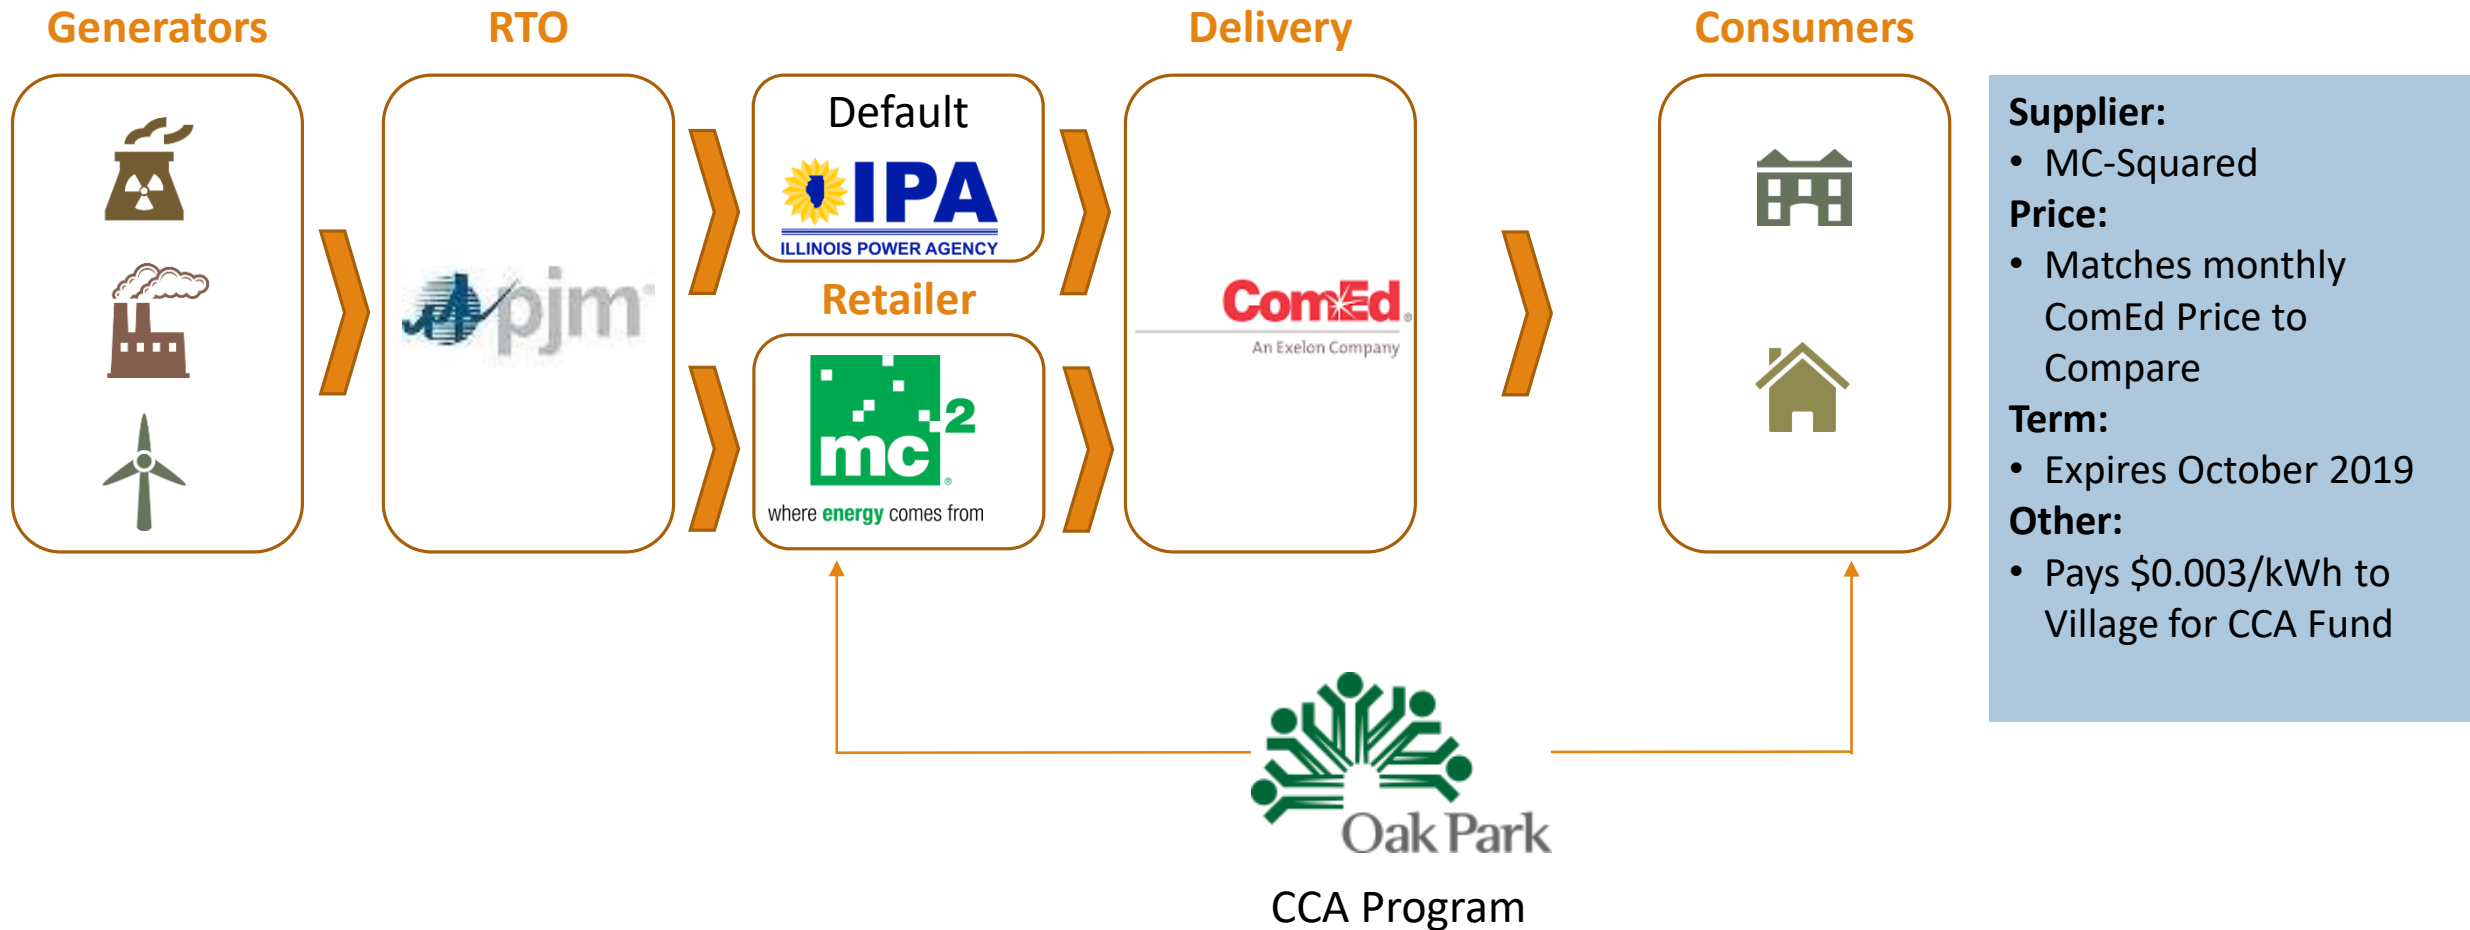 Generators
RTO
Delivery
Consumers
Default
IPA
ILLINOIS POWER AGENCY
Retailer
mc2
®
where energy comes from
pjm
ComEd®
An Exelon Company
Supplier:
• MC-Squared
Price:
• Matches monthly
ComEd Price to
Compare
Term:
• Expires October 2019
Other:
• Pays $0.003/kWh to
Village for CCA Fund
Oak Park
CCA Program